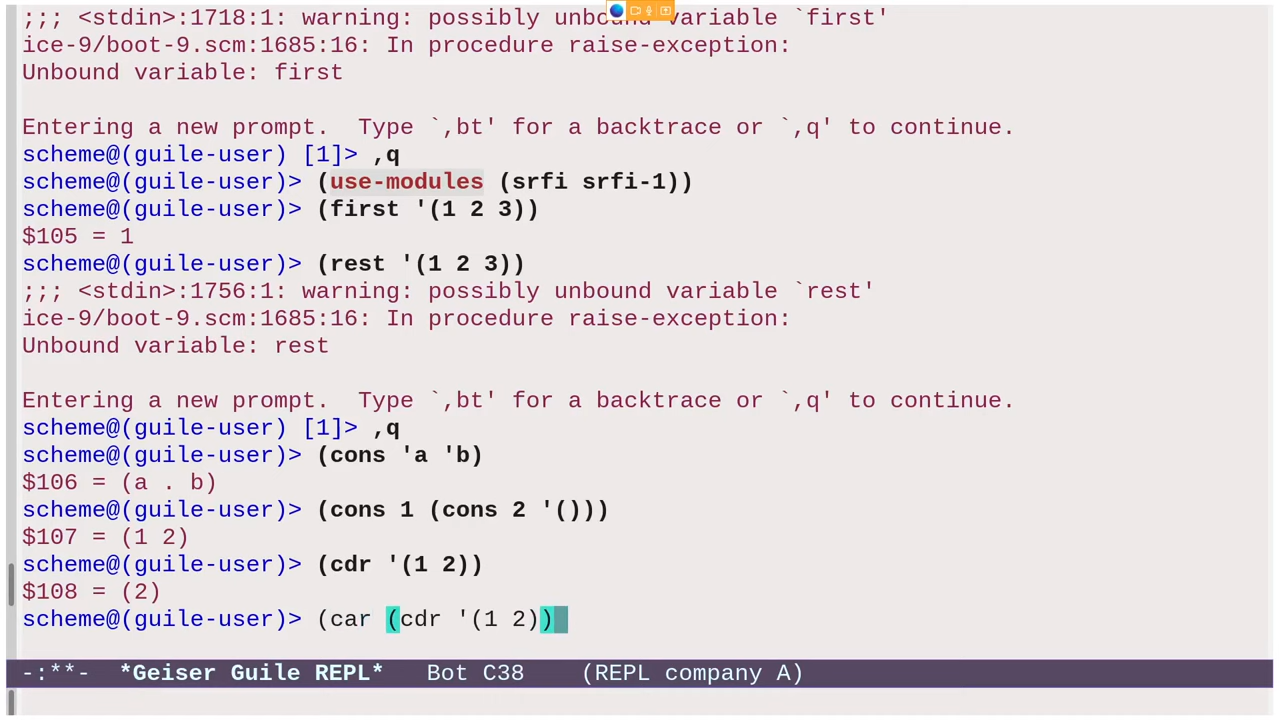 ;;; <stdin>:1718:1: warning: possibly unbound variable `first'
ice-9/boot-9.scm:1685:16: In procedure raise-exception:
Unbound variable: first
Entering a new prompt.  Type `,bt' for a backtrace or `,q' to continue.
scheme@(guile-user) [1]> ,q
scheme@(guile-user)> (use-modules (srfi srfi-1))
scheme@(guile-user)> (first '(1 2 3))
$105 = 1
scheme@(guile-user)> (rest '(1 2 3))
;;; <stdin>:1756:1: warning: possibly unbound variable `rest'
ice-9/boot-9.scm:1685:16: In procedure raise-exception:
Unbound variable: rest
Entering a new prompt.  Type `,bt' for a backtrace or `,q' to continue.
scheme@(guile-user) [1]> ,q
scheme@(guile-user)> (cons 'a 'b)
$106 = (a . b)
scheme@(guile-user)> (cons 1 (cons 2 '()))
$107 = (1 2)
scheme@(guile-user)> (cdr '(1 2))
$108 = (2)
scheme@(guile-user)> (car (cdr '(1 2))
-:**-  *Geiser Guile REPL*   Bot C38    (REPL company A)